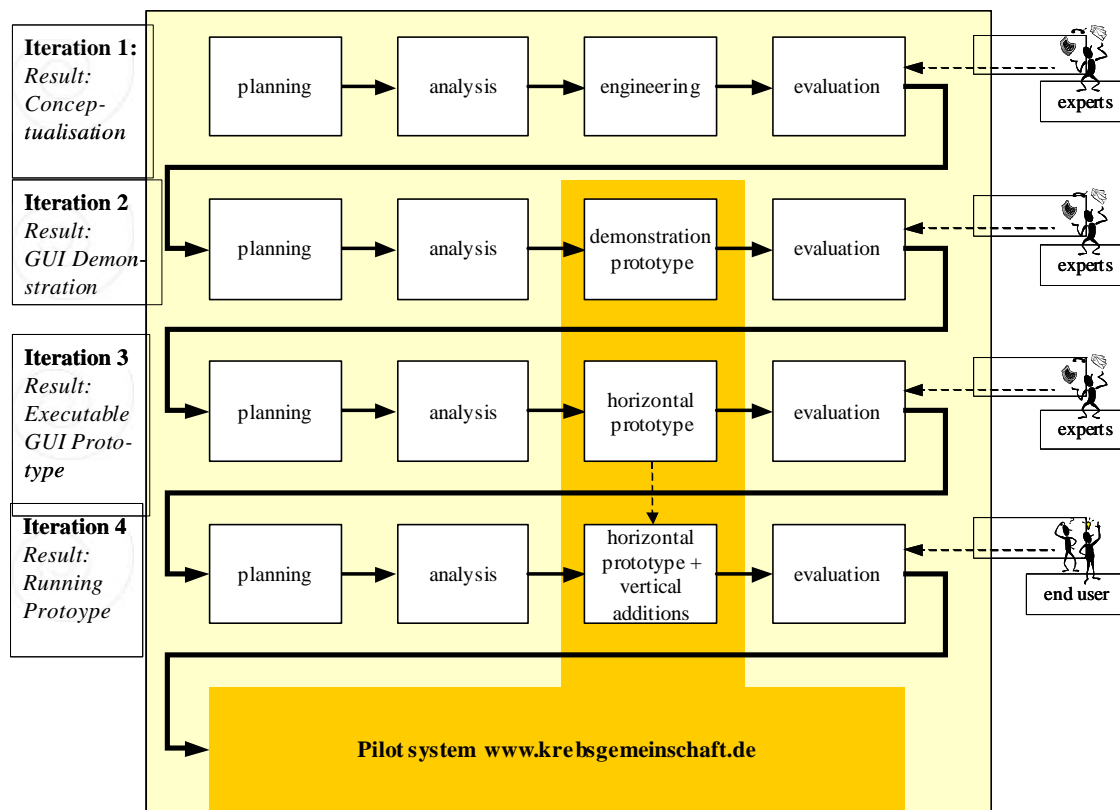 Iteration 1:
Result:
Concep-
tualisation
planning
analysis
engineering
evaluation
experts
Iteration 2
Result:
GUI Demon-
stration
planning
analysis
demonstration
prototype
evaluation
experts
Iteration 3
Result:
Executable
GUI Proto-
type
planning
analysis
horizontal
prototype
evaluation
experts
Iteration 4
Result:
Running
Protoype
planning
analysis
horizontal
prototype +
vertical
additions
evaluation
end user
Pilot system www.krebsgemeinschaft.de